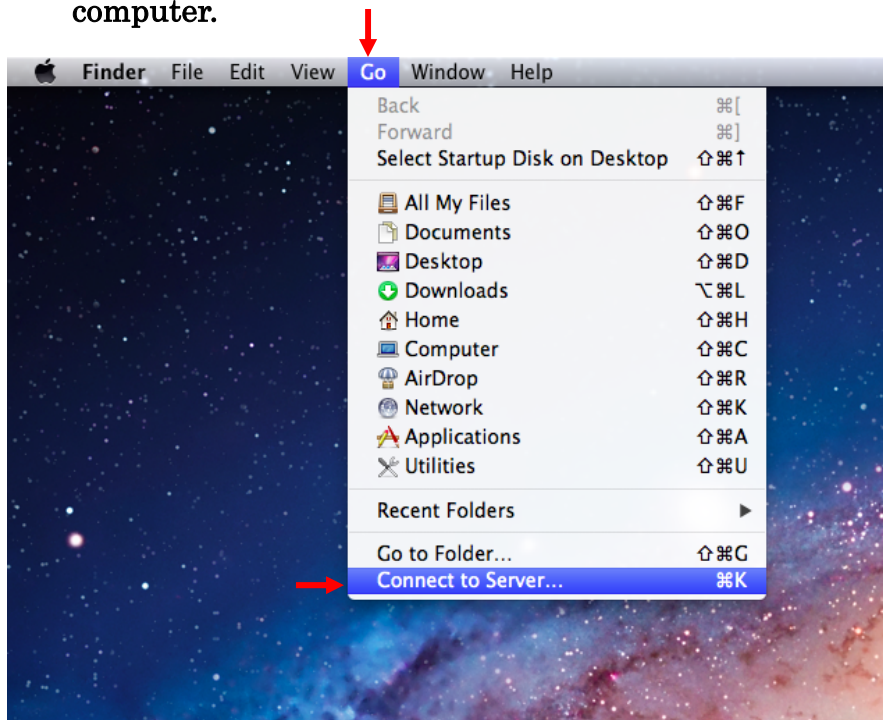 computer.
Finder File Edit View Go Window Help
Back ⌘[
Forward ⌘]
Select Startup Disk on Desktop ⇧⌘↑
All My Files ⇧⌘F
Documents ⇧⌘O
Desktop ⇧⌘D
Downloads ⌥⌘L
Home ⇧⌘H
Computer ⇧⌘C
AirDrop ⇧⌘R
Network ⇧⌘K
Applications ⇧⌘A
Utilities ⇧⌘U
Recent Folders ▶
Go to Folder... ⇧⌘G
Connect to Server... ⌘K